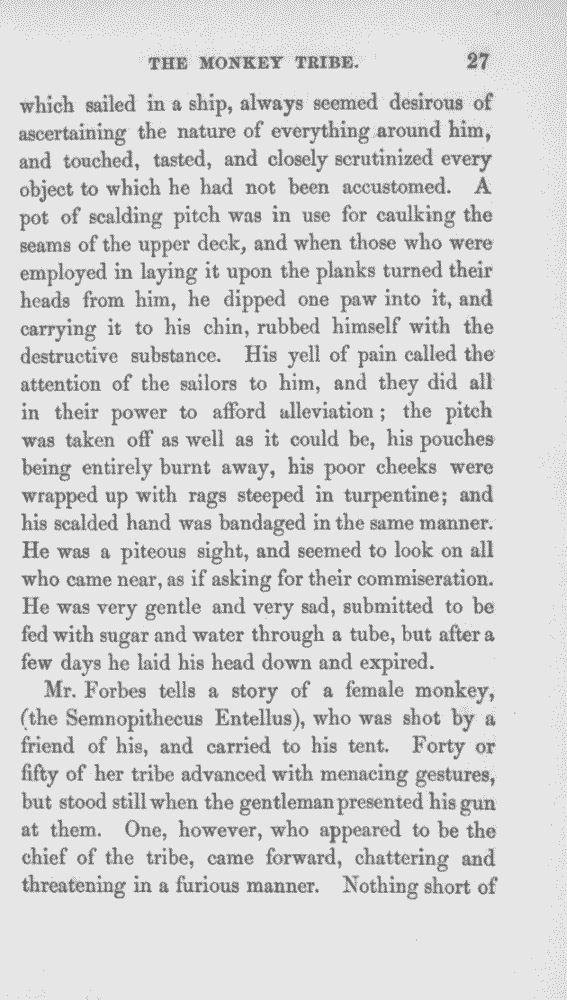 THE MONKEY TRIBE. 27
which sailed in a ship, always seemed desirous of
ascertaining the nature of everything around him,
and touched, tasted, and closely scrutinized every
object to which he had not been accustomed. A
pot of scalding pitch was in use for caulking the
seams of the upper deck, and when those who were
employed in laying it upon the planks turned their
heads from him, he dipped one paw into it, and
carrying it to his chin, rubbed himself with the
destructive substance. His yell of pain called the
attention of the sailors to him, and they did all
in their power to afford alleviation; the pitch
was taken off as well as it could be, his pouches
being entirely burnt away, his poor cheeks were
wrapped up with rags steeped in turpentine; and
his scalded hand was bandaged in the same manner.
He was a piteous sight, and seemed to look on all
who came near, as if asking for their commiseration.
He was very gentle and very sad, submitted to be
fed with sugar and water through a tube, but after a
few days he laid his head down and expired.
Mr. Forbes tells a story of a female monkey,
(the Semnopithecus Entellus), who was shot by a
friend of his, and carried to his tent. Forty or
fifty of her tribe advanced with menacing gestures,
but stood still when the gentleman presented his gun
at them. One, however, who appeared to be the
chief of the tribe, came forward, chattering and
threatening in a furious manner. Nothing short of